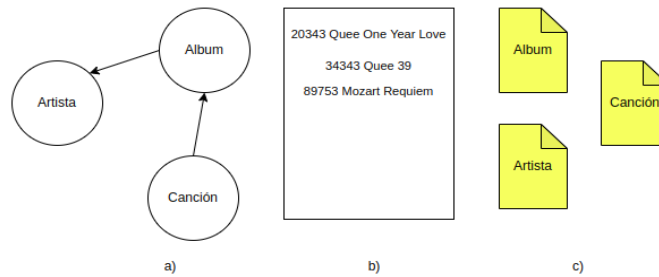 Album
Artista
Canción
a)
20343 Quee One Year Love
34343 Quee 39
89753 Mozart Requiem
b)
Album
Canción
Artista
c)